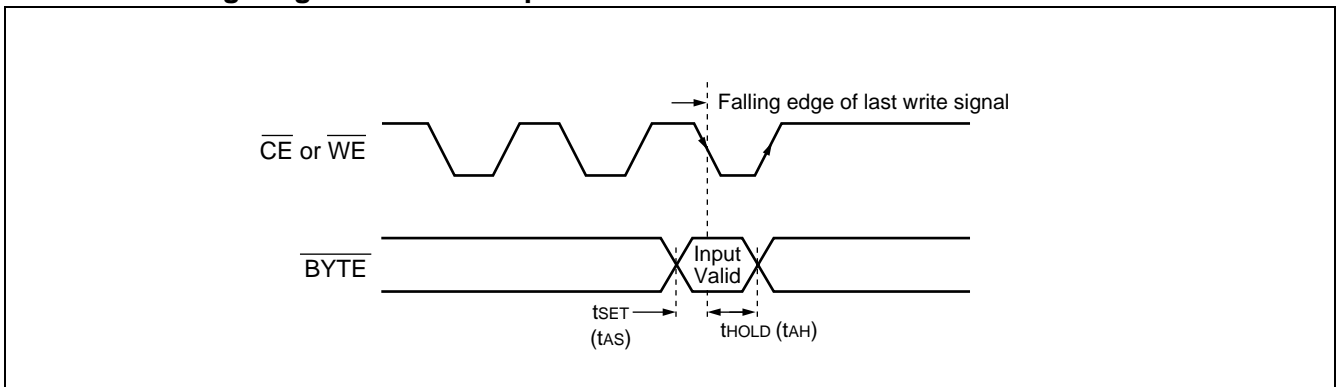 Falling edge of last write signal
CE or WE
BYTE
Input
Valid
tSET
(tAS)
tHOLD (tAH)